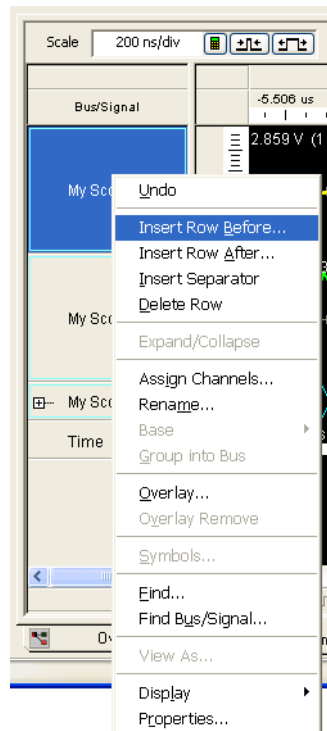 Scale 200 ns/div
Bus/Signal -5.506 us
2.859 V (1
My Sco
My Sco
My Sco
Time
Undo
Insert Row Before...
Insert Row After...
Insert Separator
Delete Row
Expand/Collapse
Assign Channels...
Rename...
Base
Group into Bus
Overlay...
Overlay Remove
Symbols...
Find...
Find Bus/Signal...
View As...
Display
Properties...